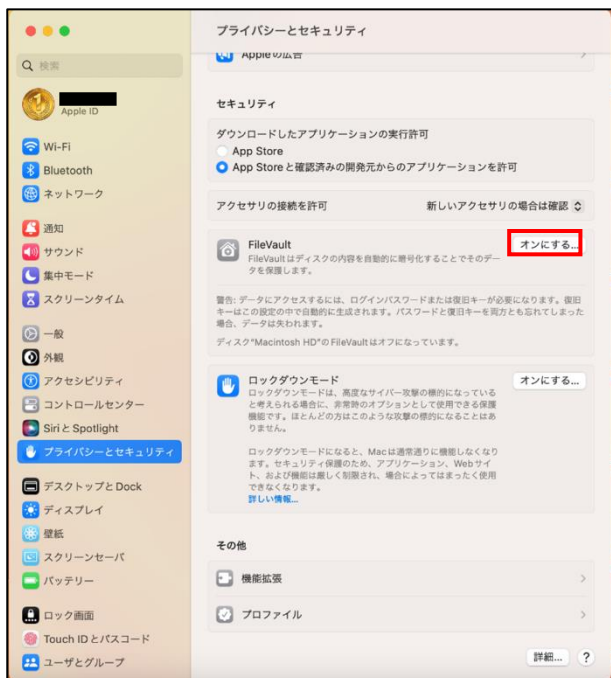 プライバシーとセキュリティ
検索
Apple ID
Wi-Fi
Bluetooth
ネットワーク
通知
サウンド
集中モード
スクリーンタイム
一般
外観
アクセシビリティ
コントロールセンター
Siri と Spotlight
プライバシーとセキュリティ
デスクトップと Dock
ディスプレイ
壁紙
スクリーンセーバ
バッテリー
ロック画面
Touch ID とパスコード
ユーザとグループ
Appleの広告
セキュリティ
ダウンロードしたアプリケーションの実行許可
App Store
App Store と確認済みの開発元からのアプリケーションを許可
アクセサリの接続を許可
新しいアクセサリの場合は確認
FileVault
オンにする...
FileVaultはディスクの内容を自動的に暗号化することでそのデー
タを保護します。
警告: データにアクセスするには、ログインパスワードまたは復旧キーが必要になります。復旧
キーはこの設定の中で自動的に生成されます。パスワードと復旧キーを両方とも忘れてしまった
場合、データは失われます。
ディスク"Macintosh HD"の FileVault はオフになっています。
ロックダウンモード
オンにする...
ロックダウンモードは、高度なサイバー攻撃の標的になっている
と考えられる場合に、非常時のオプションとして使用できる保護
機能です。ほとんどの方はこのような攻撃の標的になることはあ
りません。
ロックダウンモードになると、Macは通常通りに機能しなくなり
ます。セキュリティ保護のため、アプリケーション、Webサイ
ト、および機能は厳しく制限され、場合によってはまったく使用
できなくなります。
詳しい情報...
その他
機能拡張
プロファイル
詳細...
?